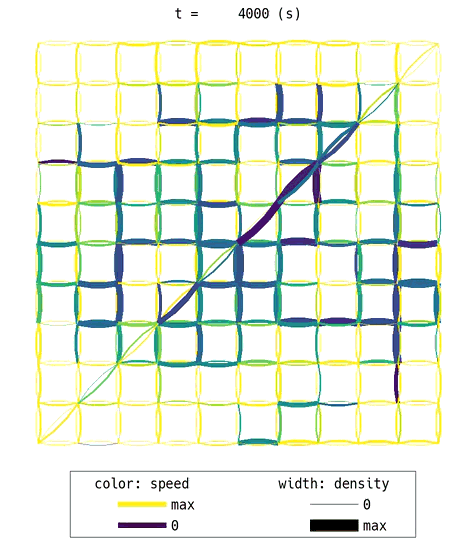 t =     4000 (s)
color: speed
width: density
max
0
0
max